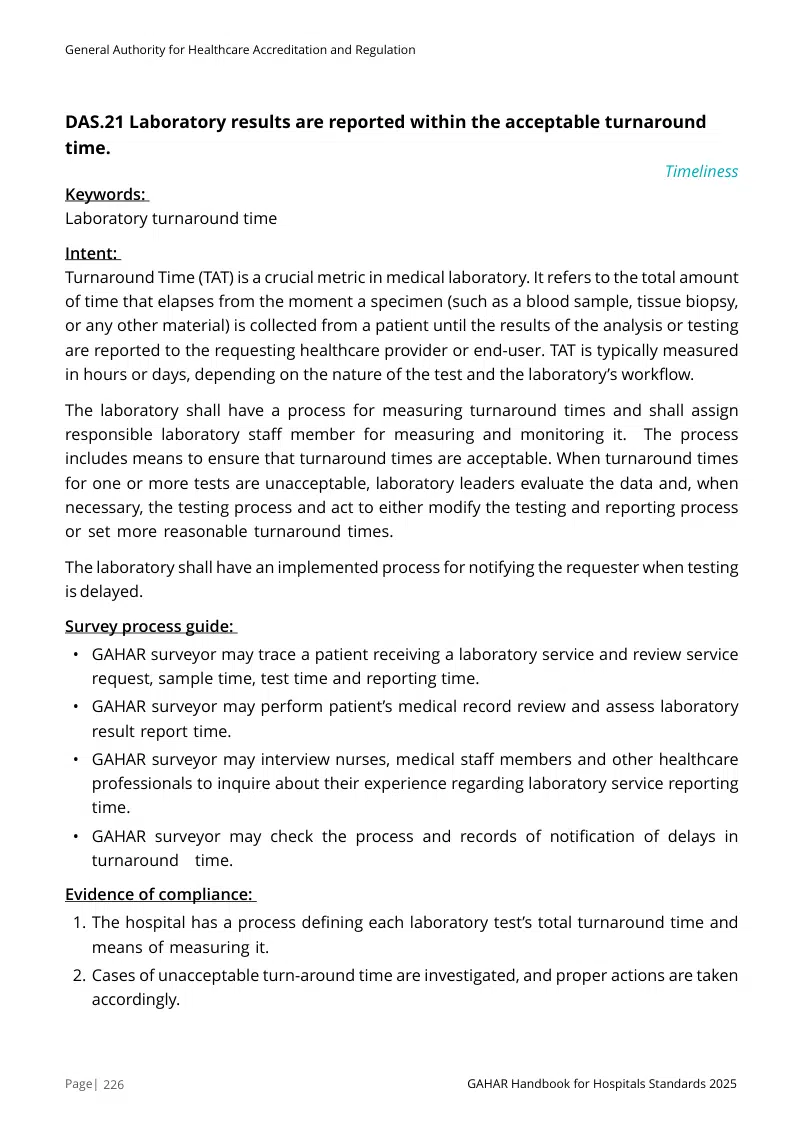 General Authority for Healthcare Accreditation and Regulation
DAS.21 Laboratory results are reported within the acceptable turnaround
time.
Timeliness
Keywords:
Laboratory turnaround time
Intent:
Turnaround Time (TAT) is a crucial metric in medical laboratory. It refers to the total amount
of time that elapses from the moment a specimen (such as a blood sample, tissue biopsy,
or any other material) is collected from a patient until the results of the analysis or testing
are reported to the requesting healthcare provider or end-user. TAT is typically measured
in hours or days, depending on the nature of the test and the laboratory’s workflow.
The laboratory shall have a process for measuring turnaround times and shall assign
responsible laboratory staff member for measuring and monitoring it. The process
includes means to ensure that turnaround times are acceptable. When turnaround times
for one or more tests are unacceptable, laboratory leaders evaluate the data and, when
necessary, the testing process and act to either modify the testing and reporting process
or set more reasonable turnaround times.
The laboratory shall have an implemented process for notifying the requester when testing
is delayed.
Survey process guide:
• GAHAR surveyor may trace a patient receiving a laboratory service and review service
request, sample time, test time and reporting time.
• GAHAR surveyor may perform patient’s medical record review and assess laboratory
result report time.
• GAHAR surveyor may interview nurses, medical staff members and other healthcare
professionals to inquire about their experience regarding laboratory service reporting
time.
• GAHAR surveyor may check the process and records of notification of delays in
turnaround time.
Evidence of compliance:
1. The hospital has a process defining each laboratory test’s total turnaround time and
means of measuring it.
2. Cases of unacceptable turn-around time are investigated, and proper actions are taken
accordingly.
Page| 226
GAHAR Handbook for Hospitals Standards 2025